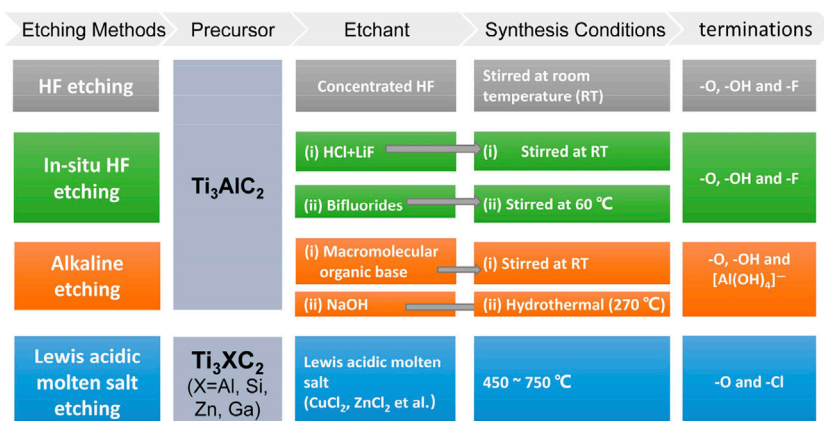 Etching Methods
Precursor
Etchant
Synthesis Conditions
terminations
HF etching
Concentrated HF
Stirred at room
temperature (RT)
-O, -OH and -F
In-situ HF
etching
Ti₃AlC₂
(i) HCl+LiF
(i) Stirred at RT
(ii) Bifluorides
(ii) Stirred at 60 ℃
-O, -OH and -F
Alkaline
etching
(i) Macromolecular
organic base
(i) Stirred at RT
(ii) NaOH
(ii) Hydrothermal (270 ℃)
-O, -OH and
[Al(OH)₄]⁻
Lewis acidic
molten salt
etching
Ti₃XC₂
(X=Al, Si,
Zn, Ga)
Lewis acidic molten
salt
(CuCl₂, ZnCl₂ et al.)
450 ~ 750 ℃
-O and -Cl